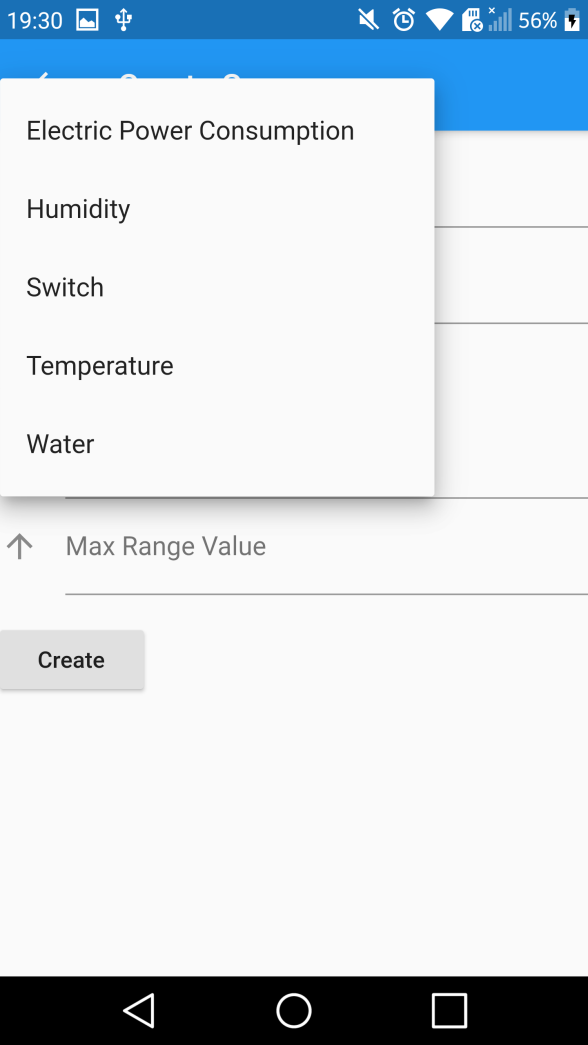 19:30
56%
Electric Power Consumption
Humidity
Switch
Temperature
Water
Max Range Value
Create